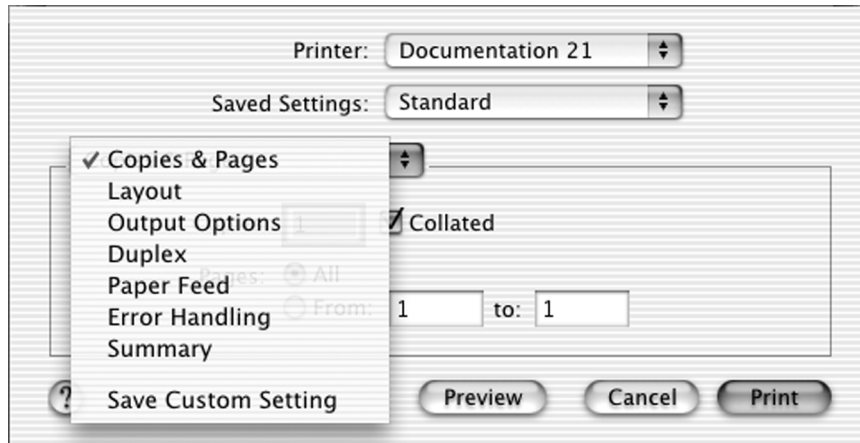 Printer: Documentation 21
Saved Settings: Standard
✓ Copies & Pages
Layout
Output Options 1 ✓ Collated
Duplex
Pages: All
Paper Feed
From: 1 to: 1
Error Handling
Summary
? Save Custom Setting Preview Cancel Print